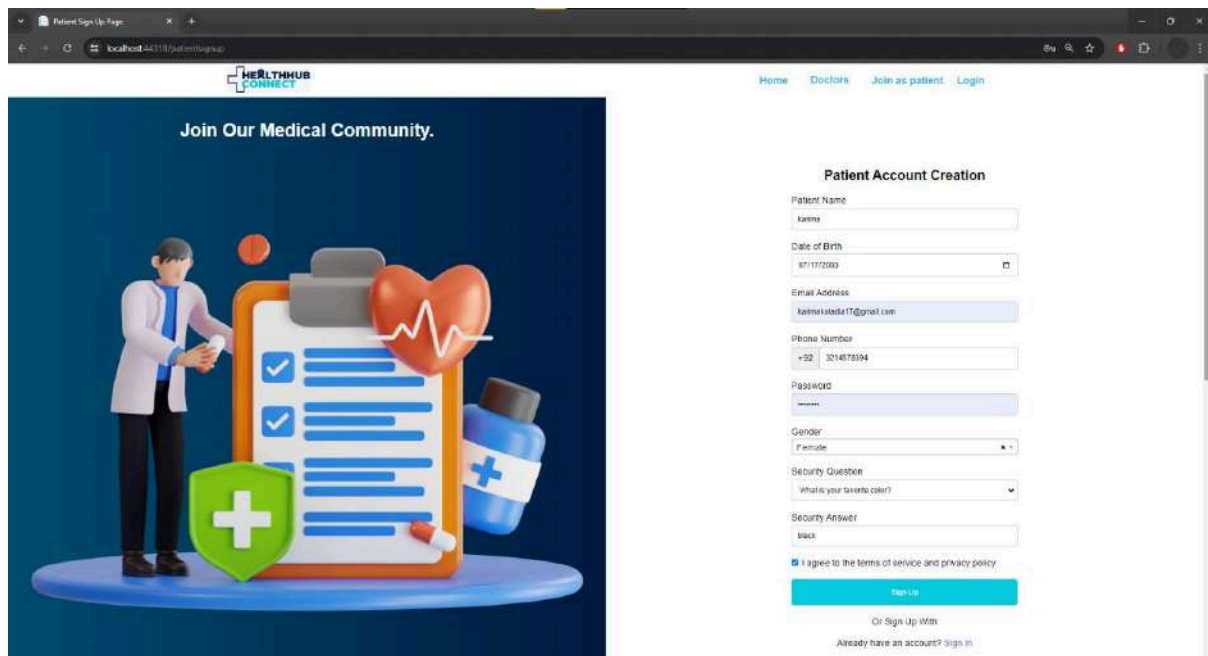 Patient Sign Up Page
localhost:44318/patientsignup
HEALTHHUB
CONNECT
Home Doctors Join as patient Login
Join Our Medical Community.
Patient Account Creation
Patient Name
karima
Date of Birth
07/17/2003
Email Address
Phone Number
+92
Password
Gender
Female
Security Question
What is your favorite color?
Security Answer
black
I agree to the terms of service and privacy policy
Sign Up
Or Sign Up With
Already have an account? Sign In